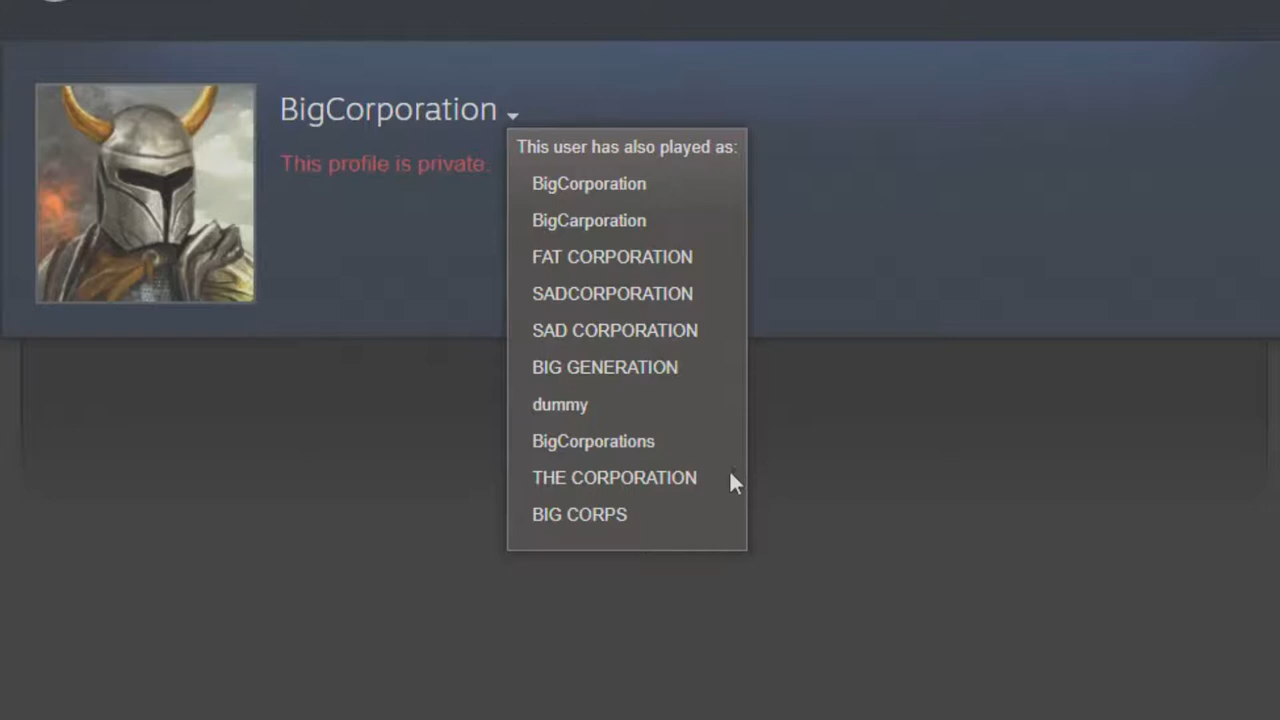 BigCorporation
This profile is private.
This user has also played as:
BigCorporation
BigCarporation
FAT CORPORATION
SADCORPORATION
SAD CORPORATION
BIG GENERATION
dummy
BigCorporations
THE CORPORATION
BIG CORPS